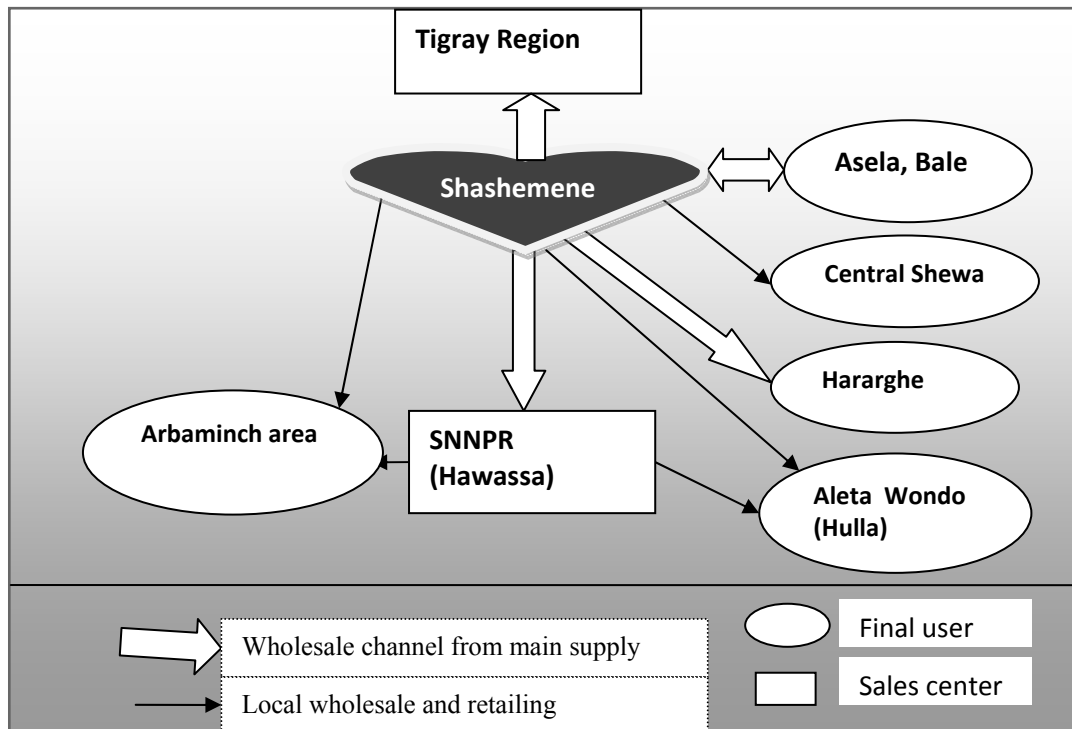 Tigray Region
Shashemene
Asela, Bale
Central Shewa
Hararghe
Arbaminch area
SNNPR
(Hawassa)
Aleta Wondo
(Hulla)
Wholesale channel from main supply
Local wholesale and retailing
Final user
Sales center